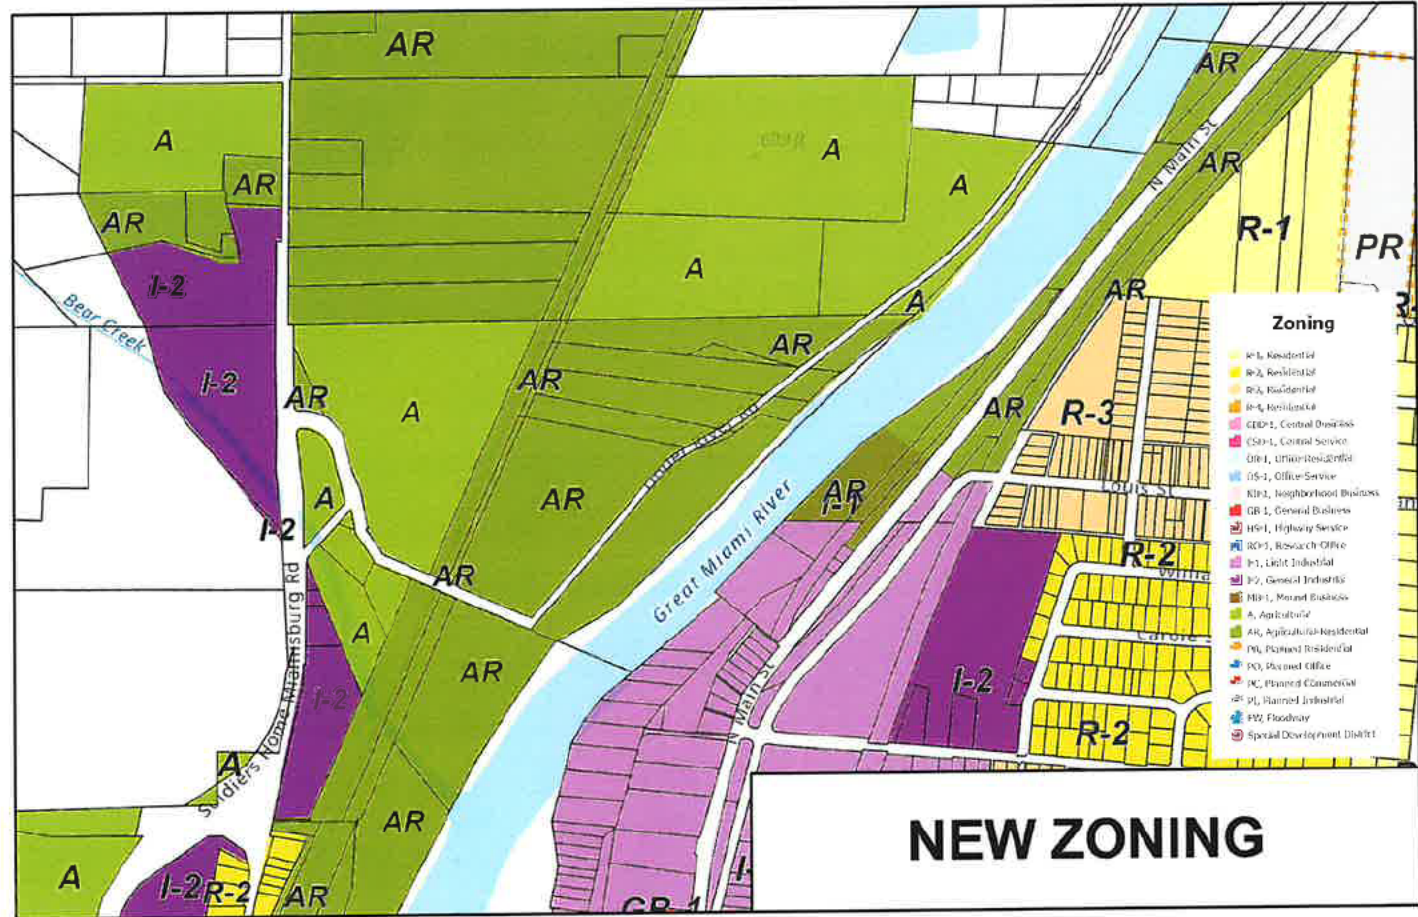 AR
AR
A
A
AR
A
N Main St
AR
AR
AR
R-1
PR
A
I-2
A
AR
Bear Creek
Zoning
R-1, Residential
R-2, Residential
R-3, Residential
R-4, Residential
CBD-1, Central Business
CSD-1, Central Service
OR-1, Office-Residential
OS-1, Office-Service
NB-1, Neighborhood Business
GB-1, General Business
HS-1, Highway Service
RO-1, Research-Office
I-1, Light Industrial
I-2, General Industrial
MB-1, Mound Business
A, Agricultural
AR, Agricultural-Residential
PR, Planned Residential
PO, Planned Office
PC, Planned Commercial
PI, Planned Industrial
FW, Floodway
Special Development District
AR
I-2
AR
AR
A
R-3
AR
Upper River Rd
AR
I-1
Louis St
A
AR
Great Miami River
I-2
R-2
AR
A
Carole
AR
I-2
I-2
Soldiers Home Miamisburg Rd
N Main St
R-2
A
AR
NEW ZONING
A
I-2
R-2
AR
GB-1